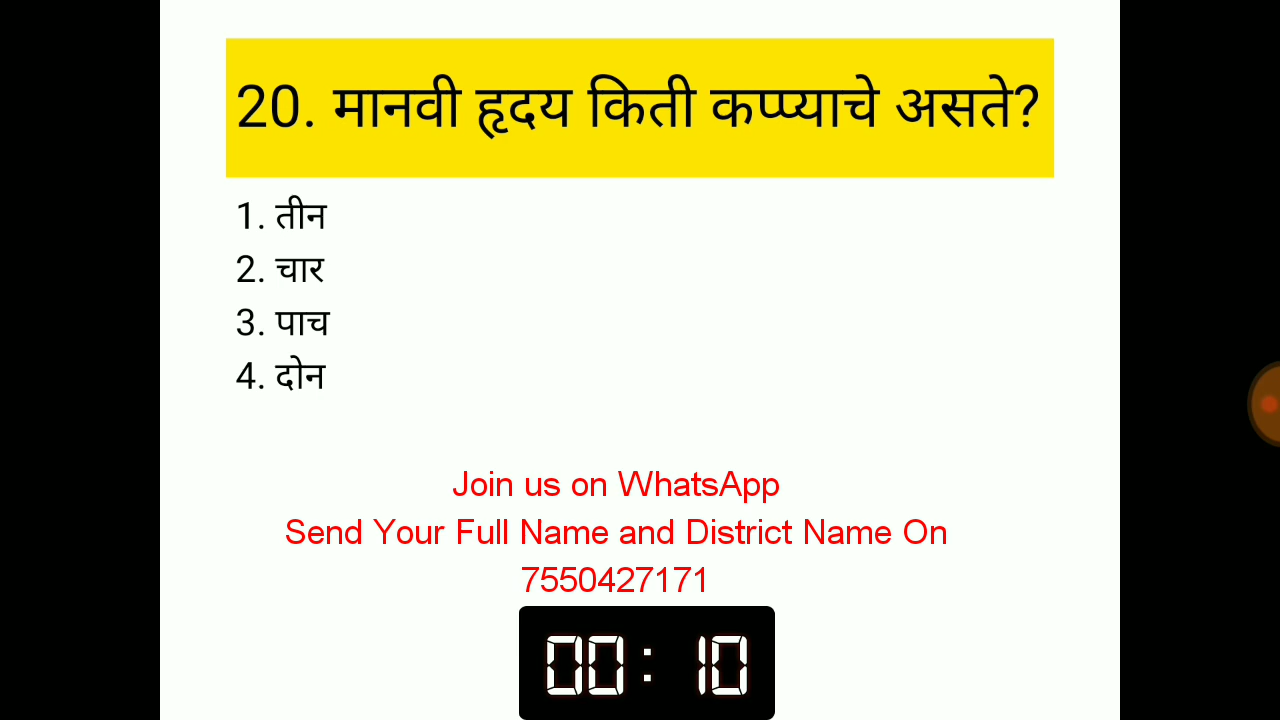 20. मानवी हृदय किती कप्प्याचे असते?
1. तीन
2. चार
3. पाच
4. दोन
Join us on WhatsApp
Send Your Full Name and District Name On
7550427171
00:10